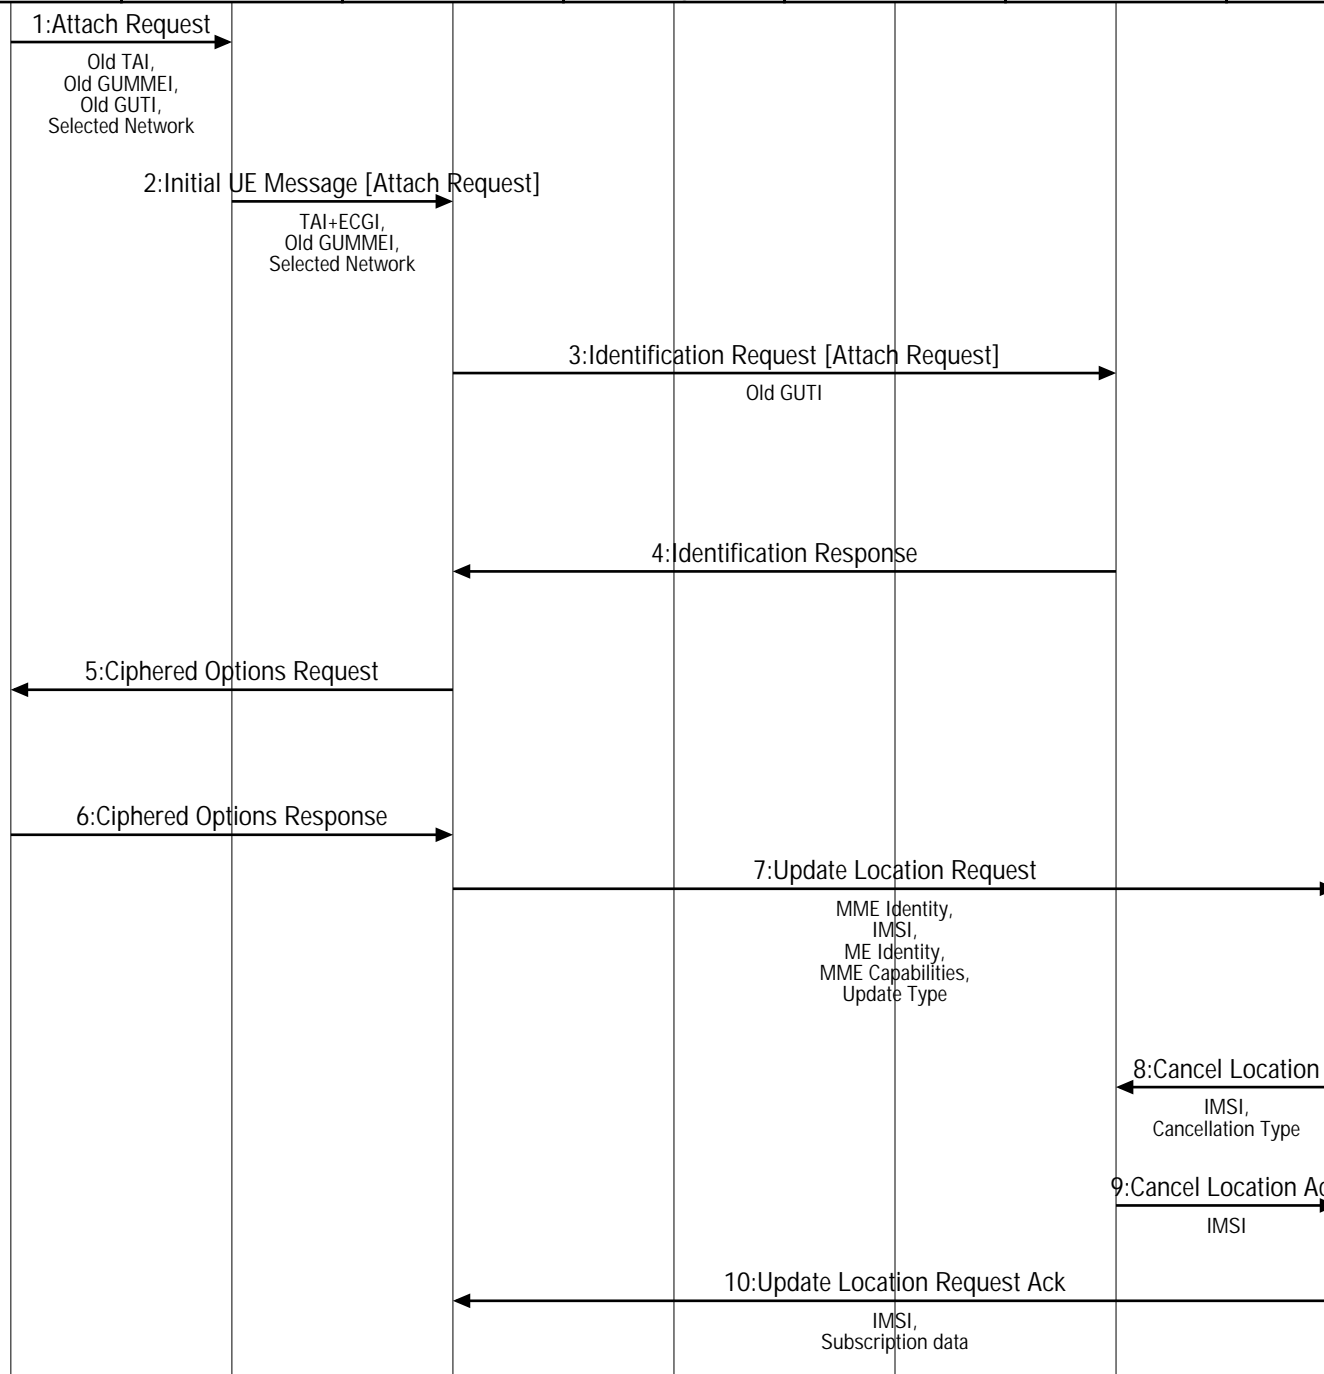 1:Attach Request
Old TAI,
Old GUMMEI,
Old GUTI,
Selected Network
2:Initial UE Message [Attach Request]
TAI+ECGI,
Old GUMMEI,
Selected Network
3:Identification Request [Attach Request]
Old GUTI
4:Identification Response
5:Ciphered Options Request
6:Ciphered Options Response
7:Update Location Request
MME Identity,
IMSI,
ME Identity,
MME Capabilities,
Update Type
8:Cancel Location
IMSI,
Cancellation Type
9:Cancel Location
IMSI
10:Update Location Request Ack
IMSI,
Subscription data